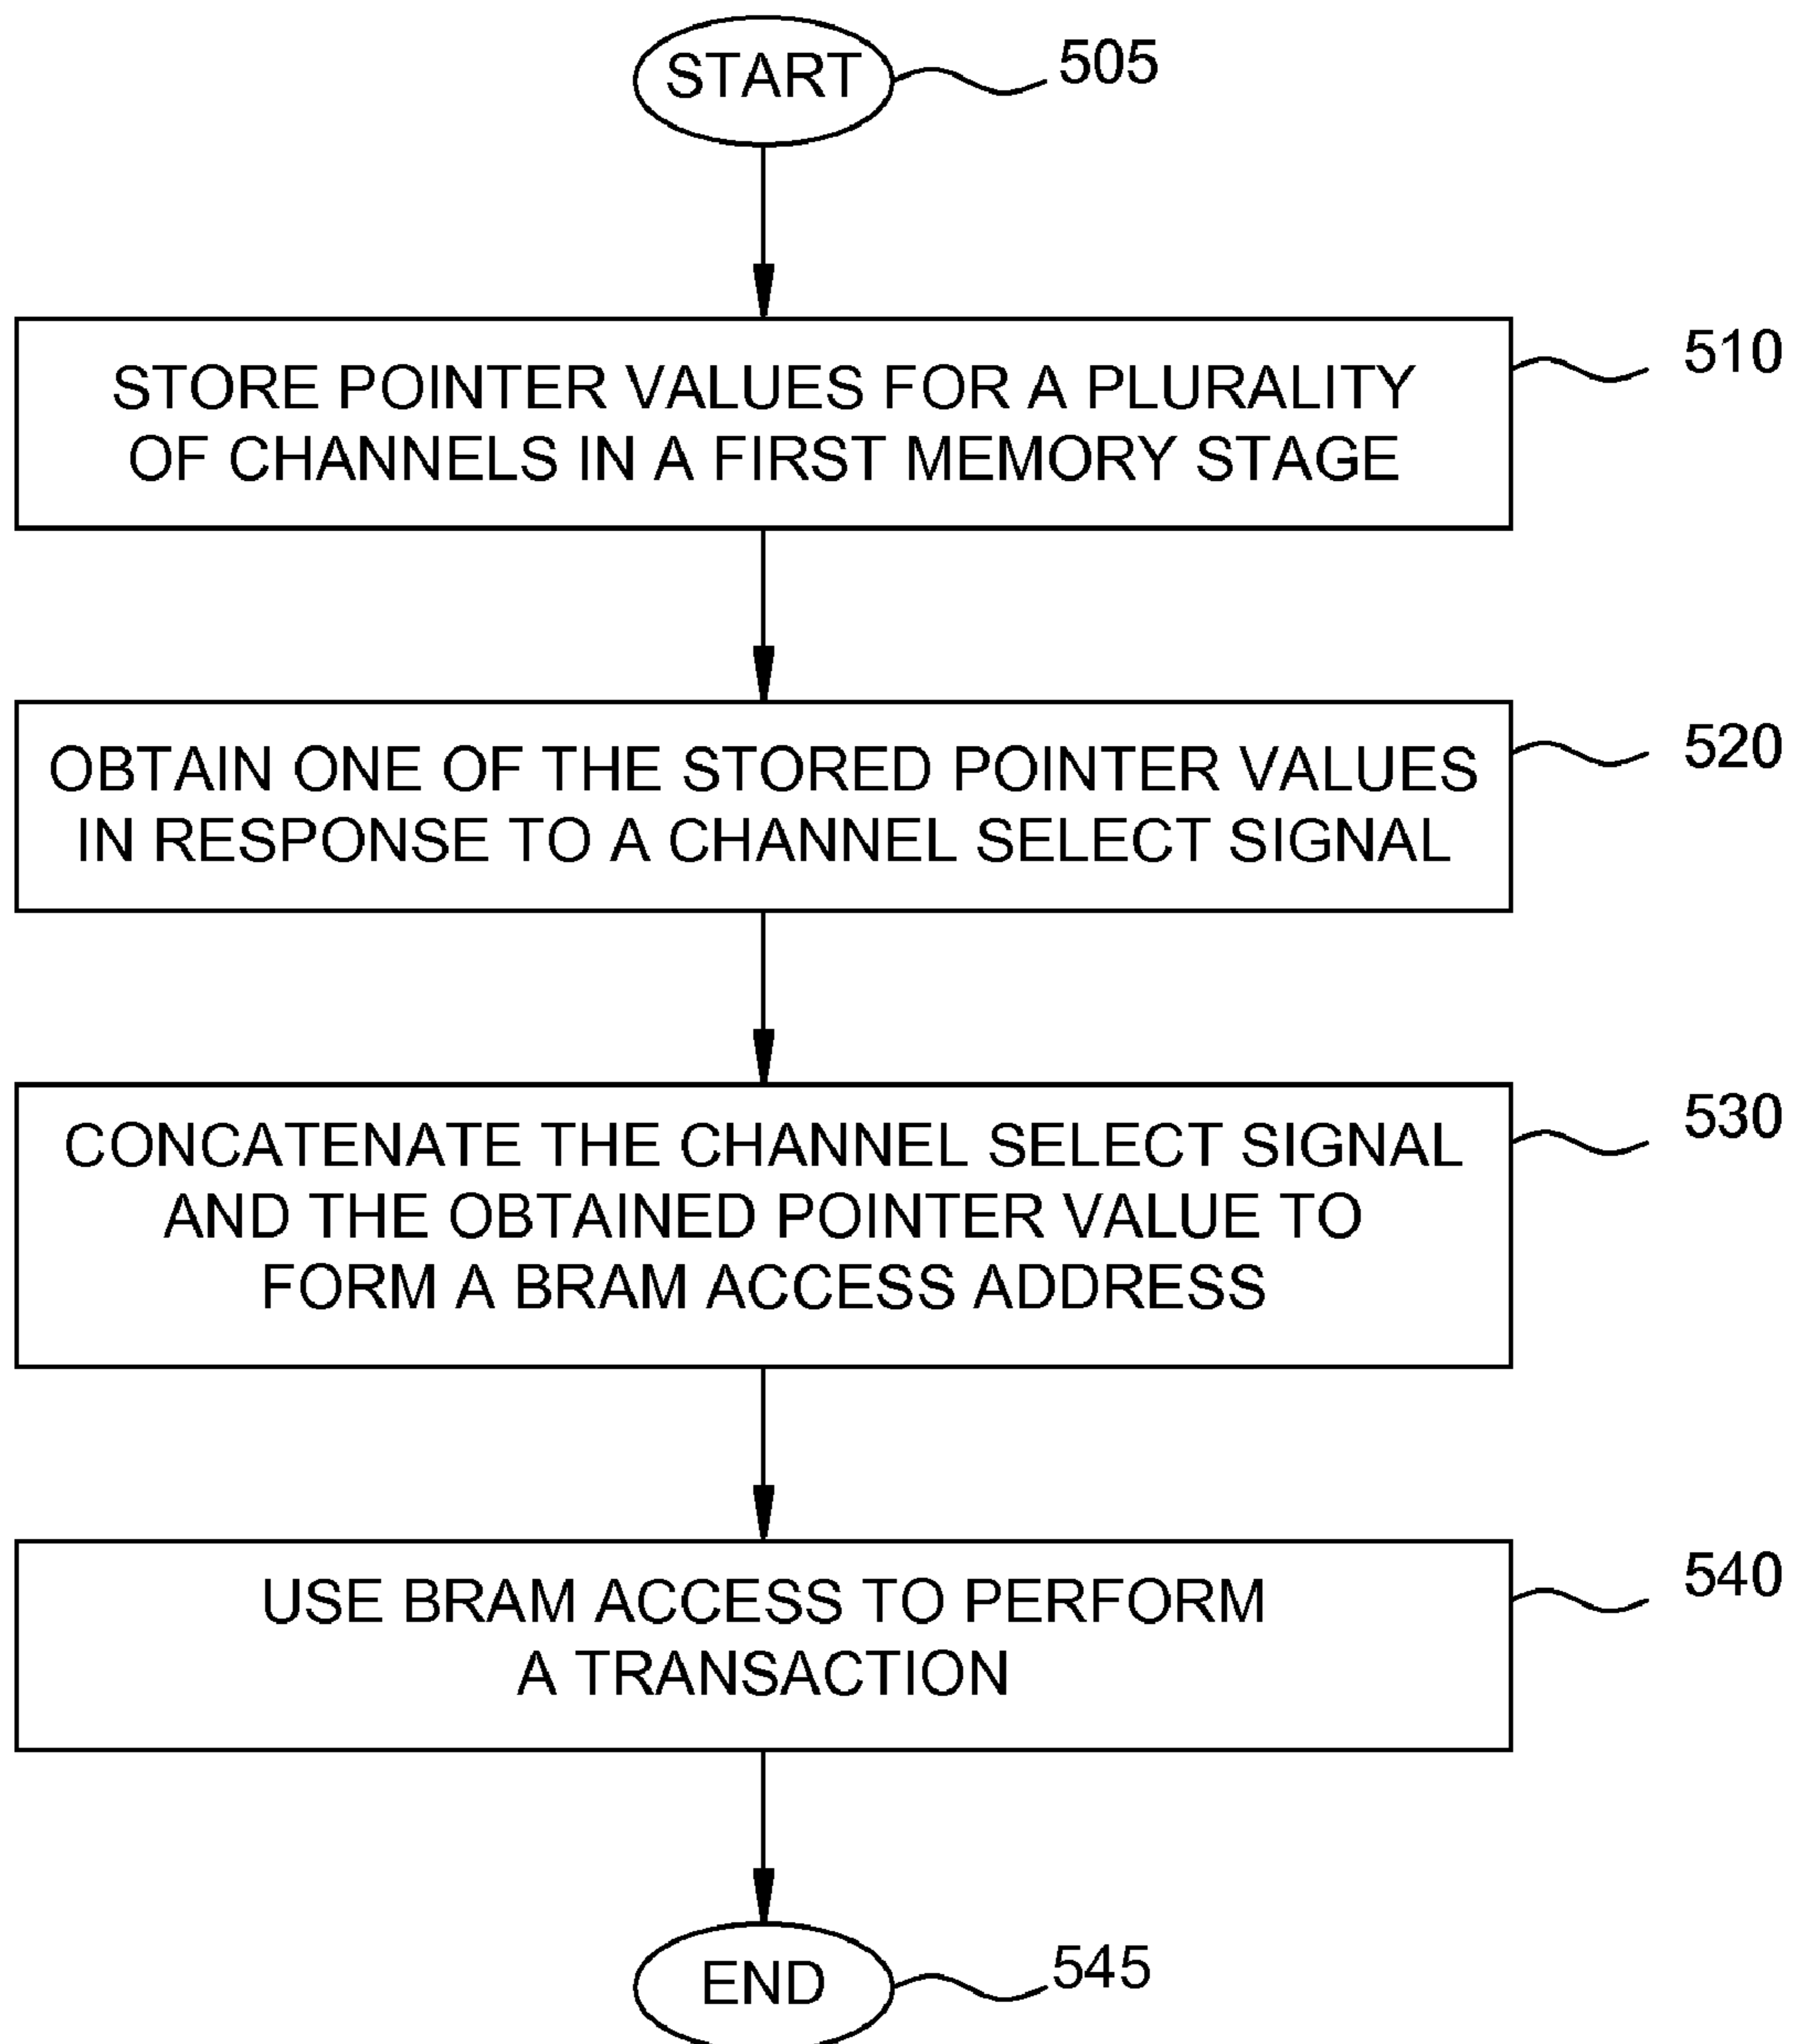 START
505
STORE POINTER VALUES FOR A PLURALITY
OF CHANNELS IN A FIRST MEMORY STAGE
510
OBTAIN ONE OF THE STORED POINTER VALUES
IN RESPONSE TO A CHANNEL SELECT SIGNAL
520
CONCATENATE THE CHANNEL SELECT SIGNAL
AND THE OBTAINED POINTER VALUE TO
FORM A BRAM ACCESS ADDRESS
530
USE BRAM ACCESS TO PERFORM
A TRANSACTION
540
END
545